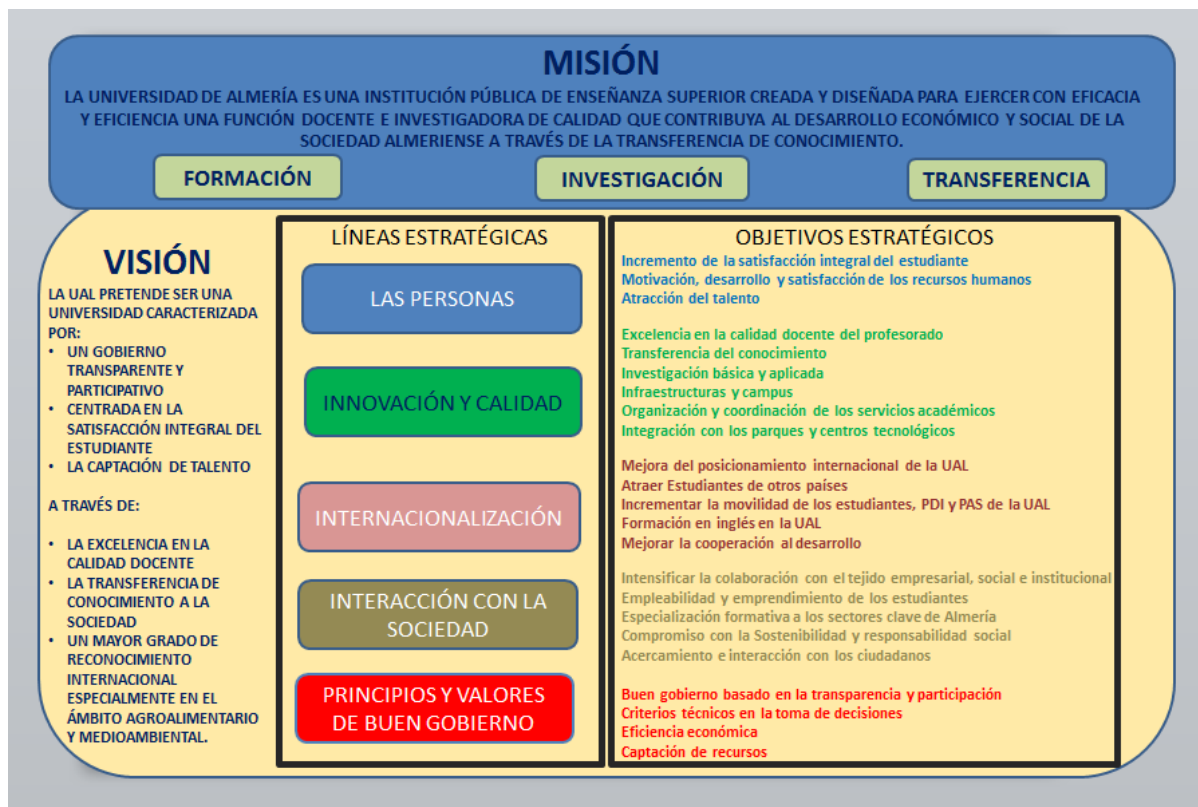 MISIÓN
LA UNIVERSIDAD DE ALMERÍA ES UNA INSTITUCIÓN PÚBLICA DE ENSEÑANZA SUPERIOR CREADA Y DISEÑADA PARA EJERCER CON EFICACIA
Y EFICIENCIA UNA FUNCIÓN DOCENTE E INVESTIGADORA DE CALIDAD QUE CONTRIBUYA AL DESARROLLO ECONÓMICO Y SOCIAL DE LA
SOCIEDAD ALMERIENSE A TRAVÉS DE LA TRANSFERENCIA DE CONOCIMIENTO.
FORMACIÓN
INVESTIGACIÓN
TRANSFERENCIA
VISIÓN
LA UAL PRETENDE SER UNA
UNIVERSIDAD CARACTERIZADA
POR:
• UN GOBIERNO
TRANSPARENTE Y
PARTICIPATIVO
• CENTRADA EN LA
SATISFACCIÓN INTEGRAL DEL
ESTUDIANTE
• LA CAPTACIÓN DE TALENTO
A TRAVÉS DE:
• LA EXCELENCIA EN LA
CALIDAD DOCENTE
• LA TRANSFERENCIA DE
CONOCIMIENTO A LA
SOCIEDAD
• UN MAYOR GRADO DE
RECONOCIMIENTO
INTERNACIONAL
ESPECIALMENTE EN EL
ÁMBITO AGROALIMENTARIO
Y MEDIOAMBIENTAL.
LÍNEAS ESTRATÉGICAS
LAS PERSONAS
INNOVACIÓN Y CALIDAD
INTERNACIONALIZACIÓN
INTERACCIÓN CON LA
SOCIEDAD
PRINCIPIOS Y VALORES
DE BUEN GOBIERNO
OBJETIVOS ESTRATÉGICOS
Incremento de la satisfacción integral del estudiante
Motivación, desarrollo y satisfacción de los recursos humanos
Atracción del talento
Excelencia en la calidad docente del profesorado
Transferencia del conocimiento
Investigación básica y aplicada
Infraestructuras y campus
Organización y coordinación de los servicios académicos
Integración con los parques y centros tecnológicos
Mejora del posicionamiento internacional de la UAL
Atraer Estudiantes de otros países
Incrementar la movilidad de los estudiantes, PDI y PAS de la UAL
Formación en inglés en la UAL
Mejorar la cooperación al desarrollo
Intensificar la colaboración con el tejido empresarial, social e institucional
Empleabilidad y emprendimiento de los estudiantes
Especialización formativa a los sectores clave de Almería
Compromiso con la Sostenibilidad y responsabilidad social
Acercamiento e interacción con los ciudadanos
Buen gobierno basado en la transparencia y participación
Criterios técnicos en la toma de decisiones
Eficiencia económica
Captación de recursos